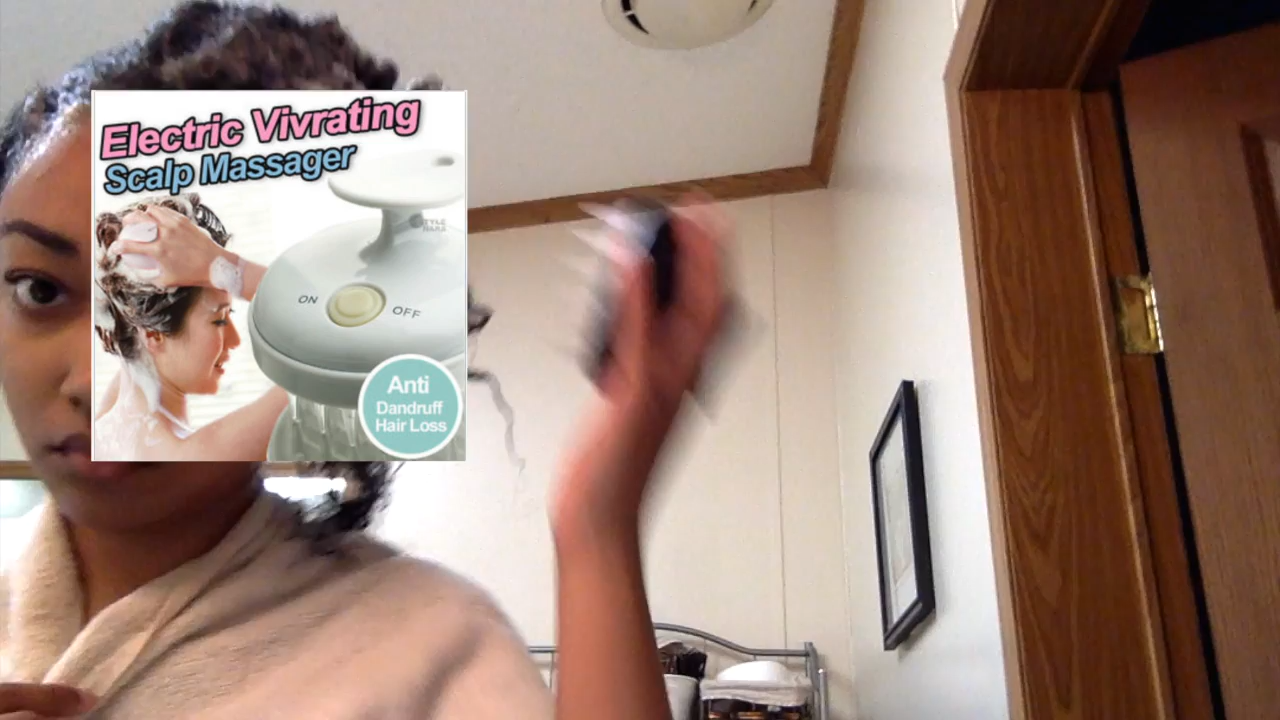 Electric Vivrating
Scalp Massager
ON
OFF
Anti
Dandruff
Hair Loss